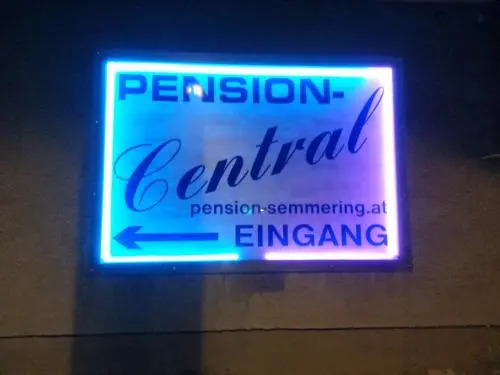 PENSION-
Central
pension-semmering.at
EINGANG